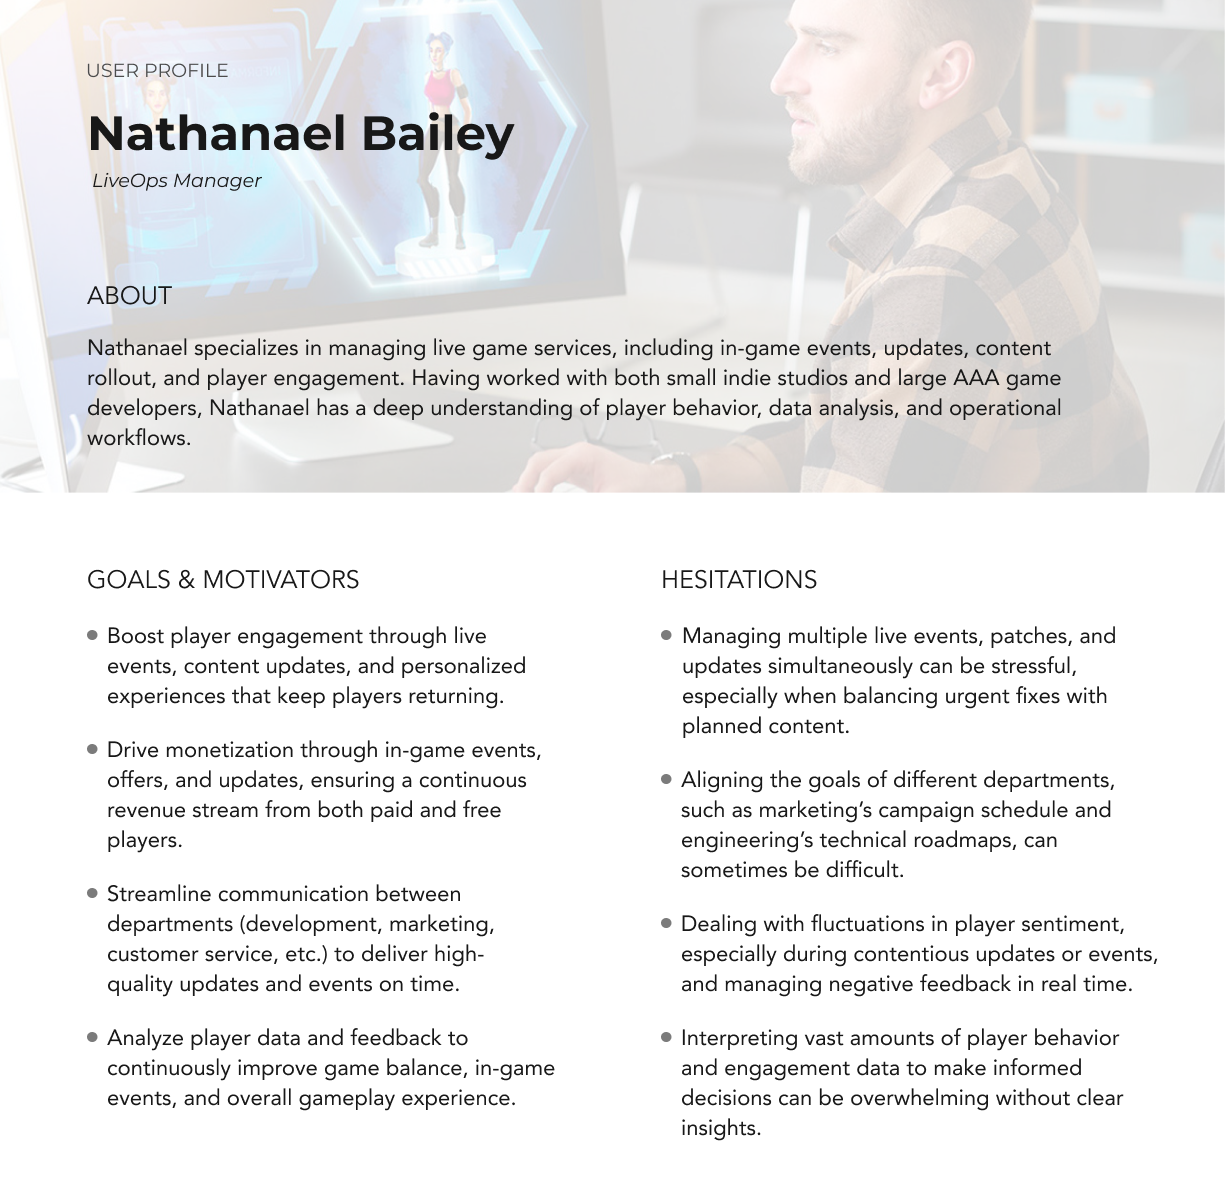 USER PROFILE
Nathanael Bailey
LiveOps Manager
ABOUT
Nathanael specializes in managing live game services, including in-game events, updates, content
rollout, and player engagement. Having worked with both small indie studios and large AAA game
developers, Nathanael has a deep understanding of player behavior, data analysis, and operational
workflows.
GOALS & MOTIVATORS
Boost player engagement through live
events, content updates, and personalized
experiences that keep players returning.
Drive monetization through in-game events,
offers, and updates, ensuring a continuous
revenue stream from both paid and free
players.
Streamline communication between
departments (development, marketing,
customer service, etc.) to deliver high-
quality updates and events on time.
Analyze player data and feedback to
continuously improve game balance, in-game
events, and overall gameplay experience.
HESITATIONS
Managing multiple live events, patches, and
updates simultaneously can be stressful,
especially when balancing urgent fixes with
planned content.
Aligning the goals of different departments,
such as marketing’s campaign schedule and
engineering’s technical roadmaps, can
sometimes be difficult.
Dealing with fluctuations in player sentiment,
especially during contentious updates or events,
and managing negative feedback in real time.
Interpreting vast amounts of player behavior
and engagement data to make informed
decisions can be overwhelming without clear
insights.